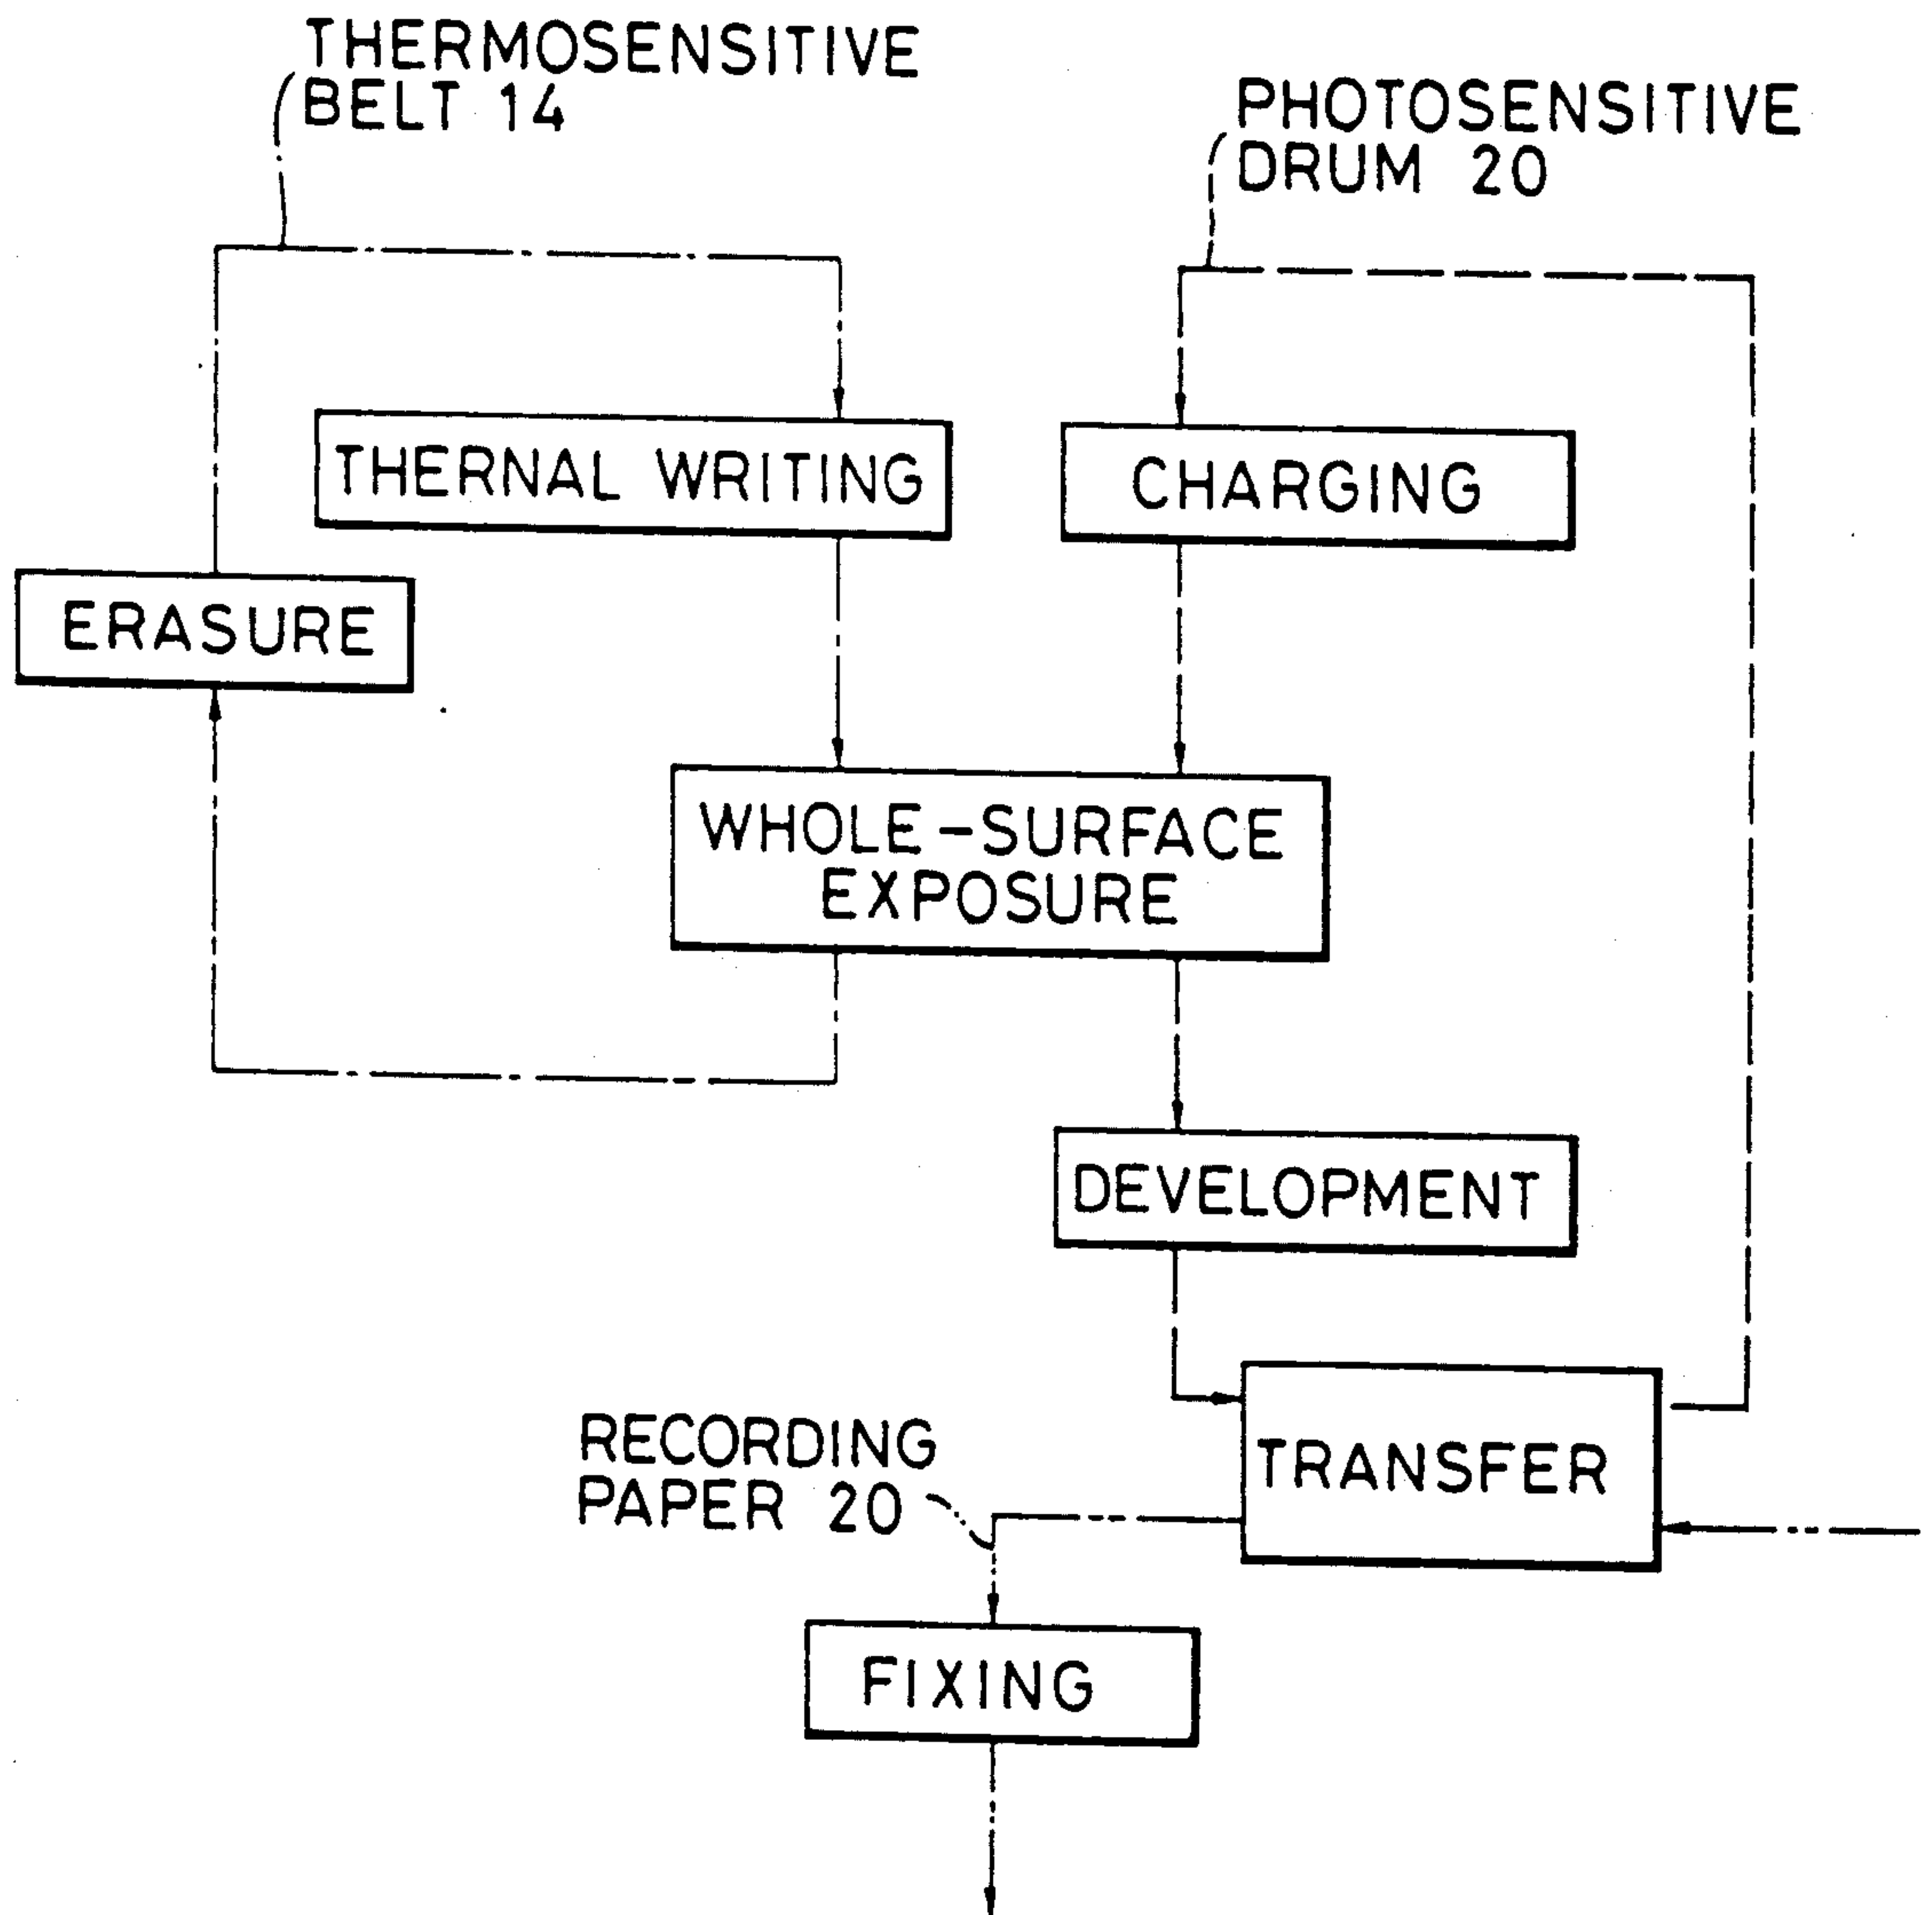 THERMOSENSITIVE
BELT 14
PHOTOSENSITIVE
DRUM 20
THERNAL WRITING
CHARGING
ERASURE
WHOLE-SURFACE
EXPOSURE
DEVELOPMENT
TRANSFER
RECORDING
PAPER 20
FIXING